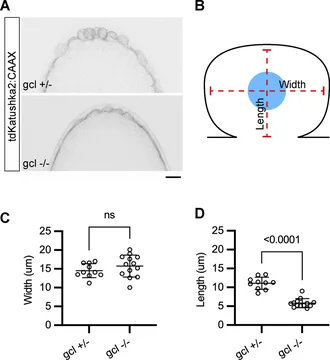 A
B
tdKatushka2:CAAX
gcl +/-
gcl -/-
Width
Length
C
D
ns
<0.0001
Width (um)
25
20
15
10
5
0
gcl +/-
gcl -/-
Length (um)
25
20
15
10
5
0
gcl +/-
gcl -/-